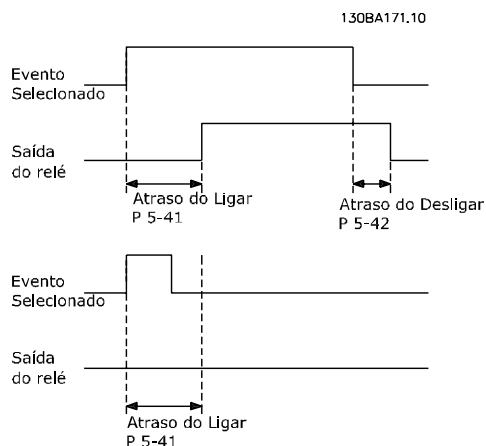 130BA171.10
Evento
Selecionado
Saída
do relé
Atraso do Ligar
P 5-41
Atraso do Desligar
P 5-42
Evento
Selecionado
Saída
do relé
Atraso do Ligar
P 5-41